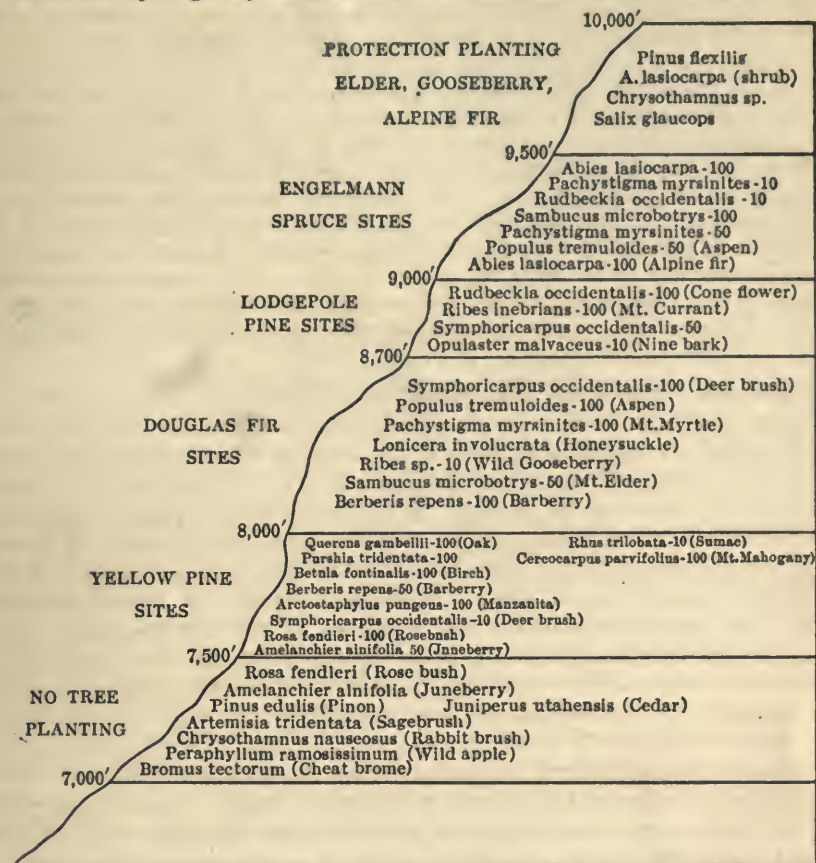 10,000′
PROTECTION PLANTING
ELDER, GOOSEBERRY,
ALPINE FIR
Pinus flexilis
A. lasiocarpa (shrub)
Chrysothamnus sp.
Salix glaucops
9,500′
ENGELMANN
SPRUCE SITES
Abies lasiocarpa-100
Pachystigma myrsinites-10
Rudbeckia occidentalis-10
Sambucus microbotrys-100
Pachystigma myrsinites-50
Populus tremuloides-50 (Aspen)
Abies lasiocarpa-100 (Alpine fir)
9,000′
LODGEPOLE
PINE SITES
Rudbeckia occidentalis-100 (Cone flower)
Ribes inebrians-100 (Mt. Currant)
Symphoricarpus occidentalis-50
Opulaster malvaceus-10 (Nine bark)
8,700′
DOUGLAS FIR
SITES
Symphoricarpus occidentalis-100 (Deer brush)
Populus tremuloides-100 (Aspen)
Pachystigma myrsinites-100 (Mt.Myrtle)
Lonicera involucrata (Honeysuckle)
Ribes sp.-10 (Wild Gooseberry)
Sambucus microbotrys-50 (Mt.Elder)
Berberis repens-100 (Barberry)
8,000′
YELLOW PINE
SITES
Querons gambellii-100 (Oak) Rhus trilobata-10 (Sumac)
Purshia tridentata-100 Cercocarpus parvifolius-100 (Mt.Mahogany)
Betula fontinalis-100 (Birch)
Berberis repens-50 (Barberry)
Arctostaphylus pungeus-100 (Manzanita)
Symphoricarpus occidentalis-10 (Deer brush)
Rosa fendleri-100 (Rosebush)
Amelanchier alnifolia 50 (Juneberry)
7,500′
NO TREE
PLANTING
Rosa fendleri (Rose bush)
Amelanchier alnifolia (Juneberry)
Pinus edulis (Pinon) Juniperus utahensis (Cedar)
Artemisia tridentata (Sagebrush)
Chrysothamnus nauseosus (Rabbit brush)
Peraphyllum ramosissimum (Wild apple)
Bromus tectorum (Cheat brome)
7,000′